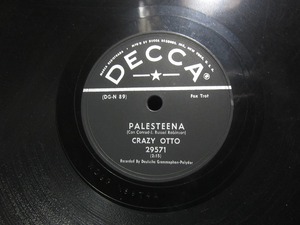 DECCA
®
(DG-N 89)
Fox Trot
PALESTEENA
(Con Conrad-J. Russel Robinson)
CRAZY OTTO
29571
(D-15)
Recorded By Deutsche Grammophon-Polydor